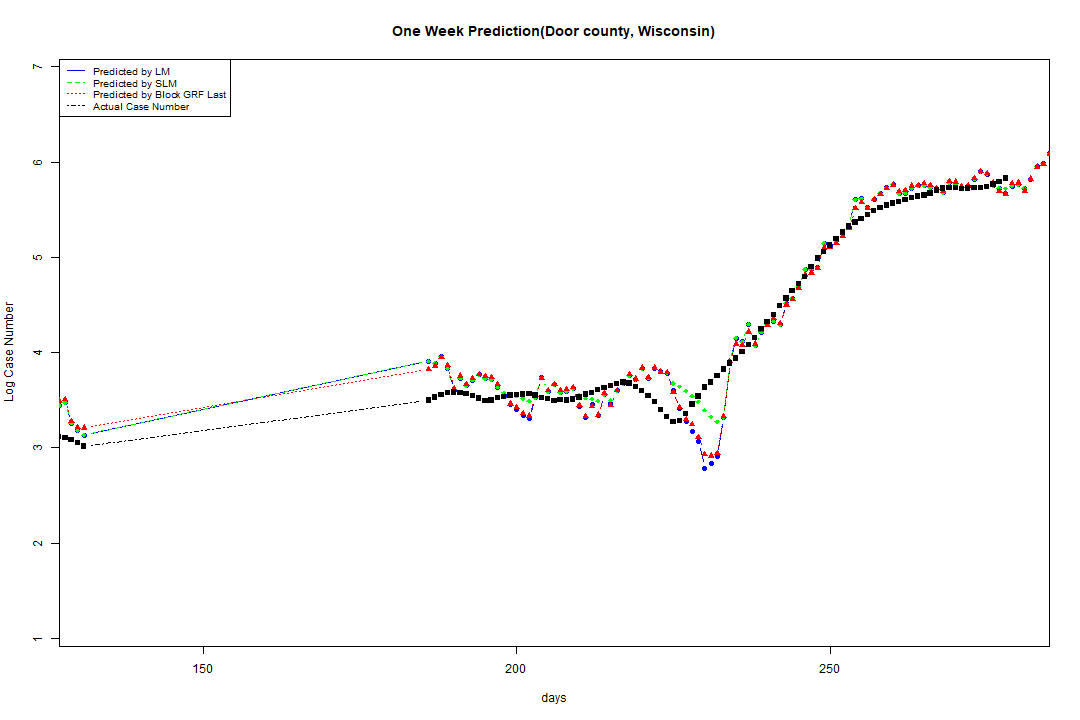 One Week Prediction(Door county, Wisconsin)
Predicted by LM
Predicted by SLM
Predicted by Block GRF Last
Actual Case Number
7
6
5
4
3
2
1
Log Case Number
150
200
250
days